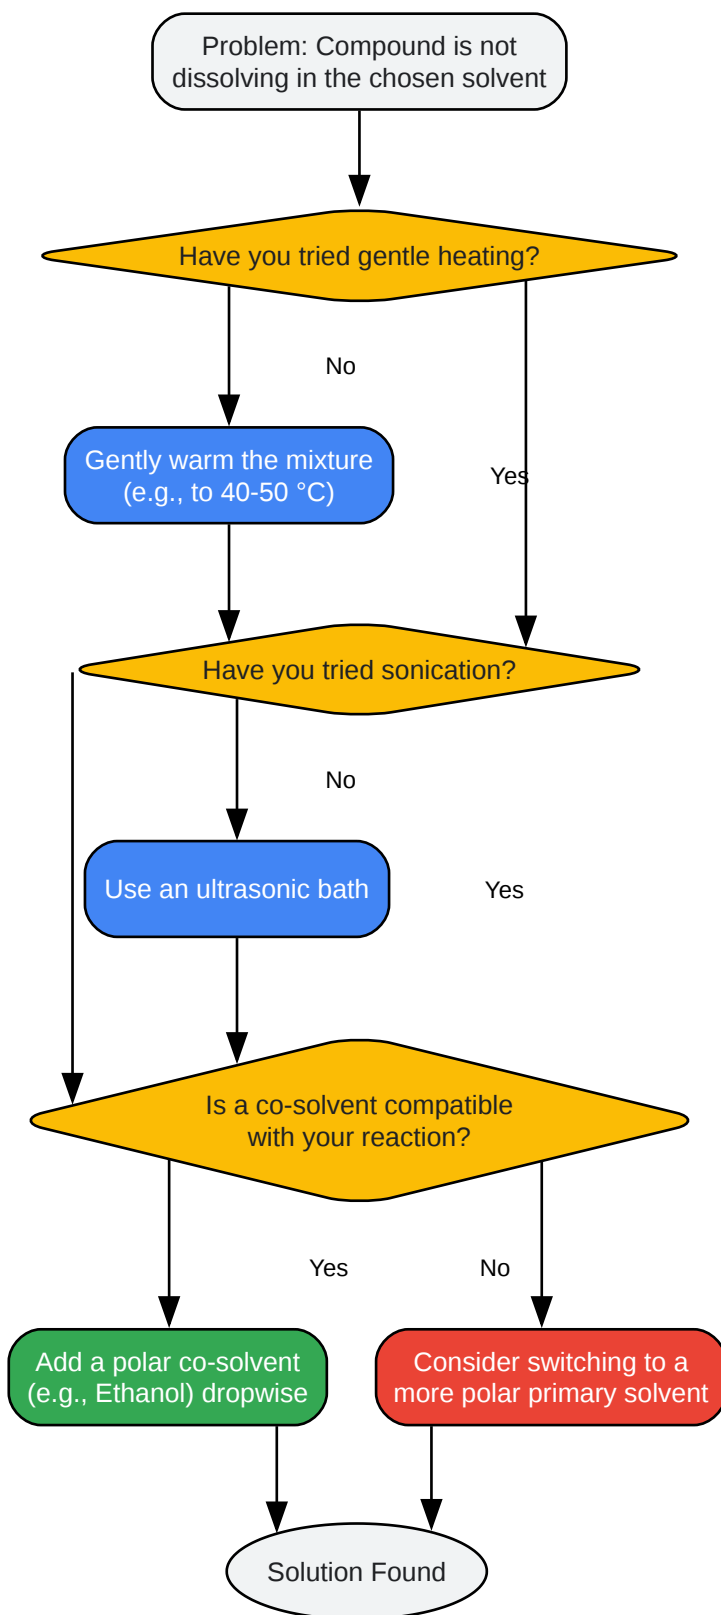 Problem: Compound is not
dissolving in the chosen solvent
Have you tried gentle heating?
No
Gently warm the mixture
(e.g., to 40-50 °C)
Yes
Have you tried sonication?
No
Use an ultrasonic bath
Yes
Is a co-solvent compatible
with your reaction?
Yes
No
Add a polar co-solvent
(e.g., Ethanol) dropwise
Consider switching to a
more polar primary solvent
Solution Found